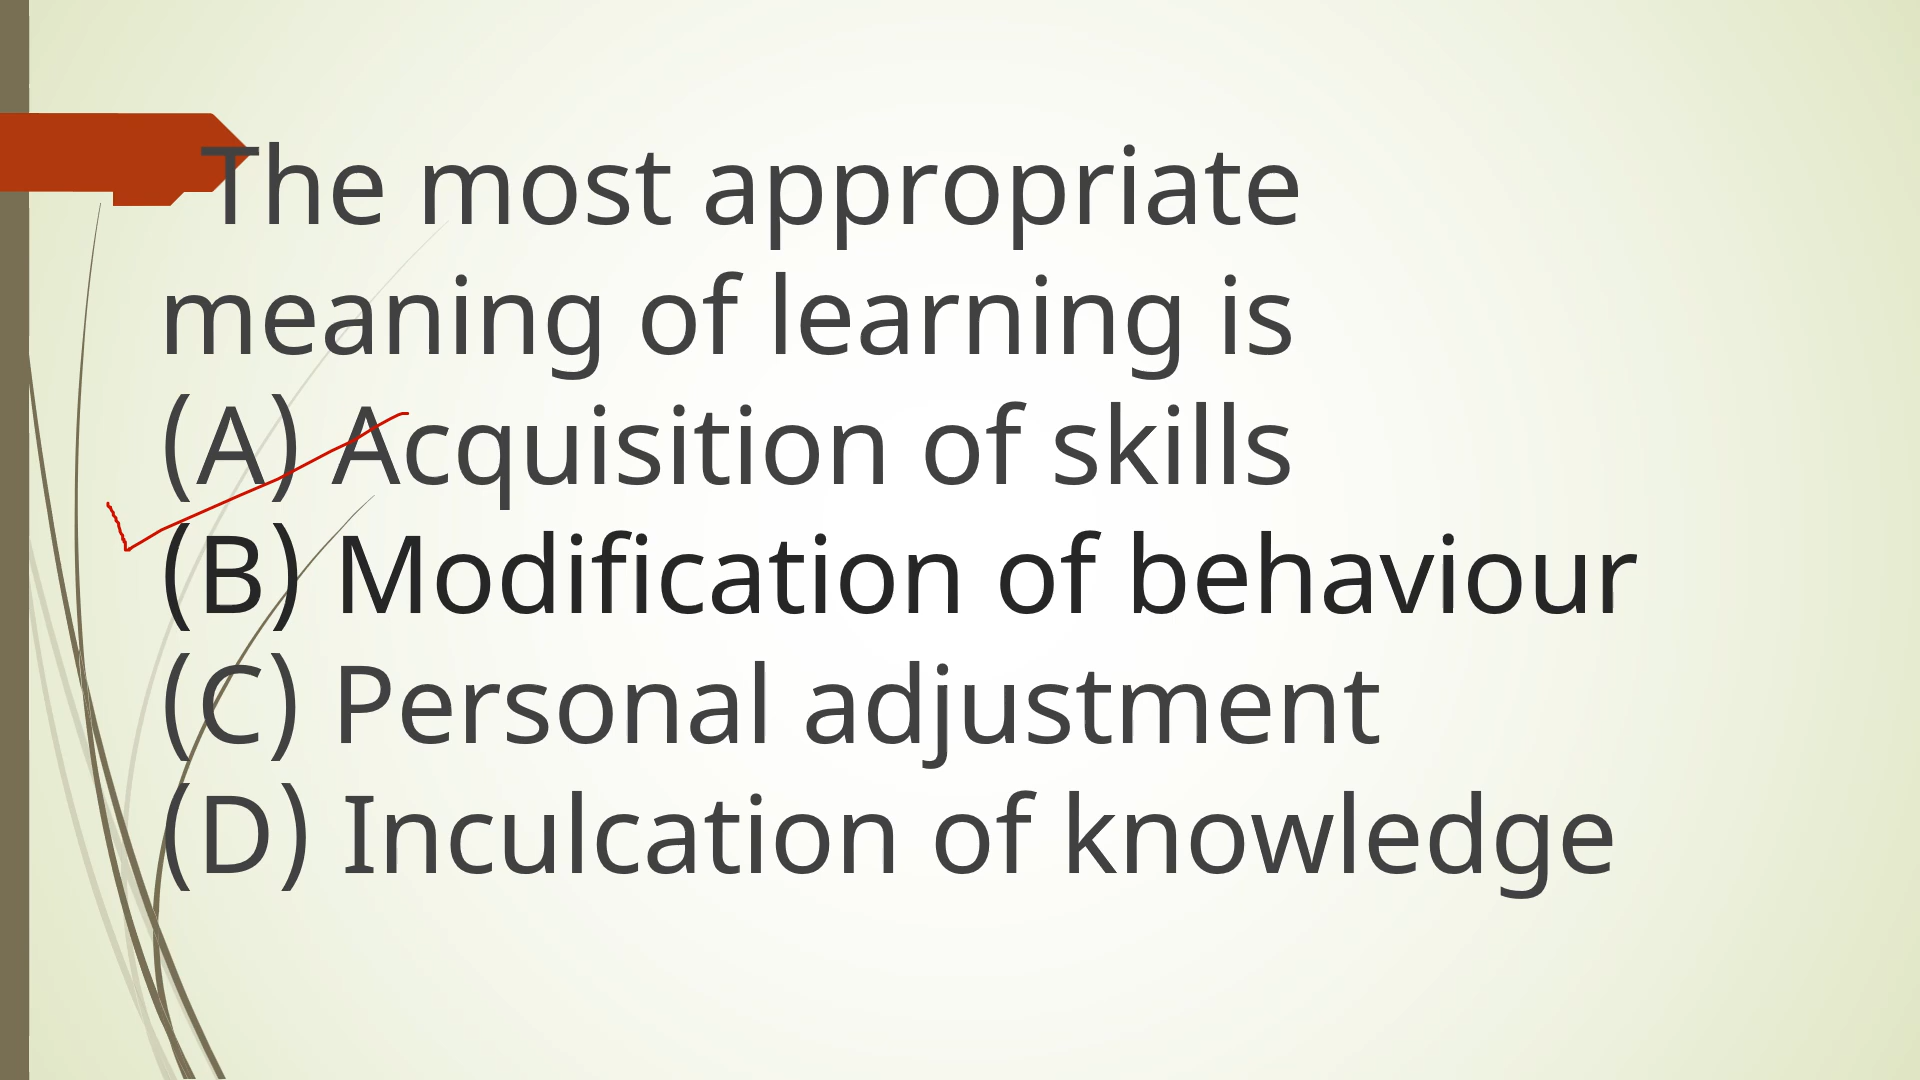 The most appropriate
meaning of learning is
(A) Acquisition of skills
(B) Modification of behaviour
(C) Personal adjustment
(D) Inculcation of knowledge